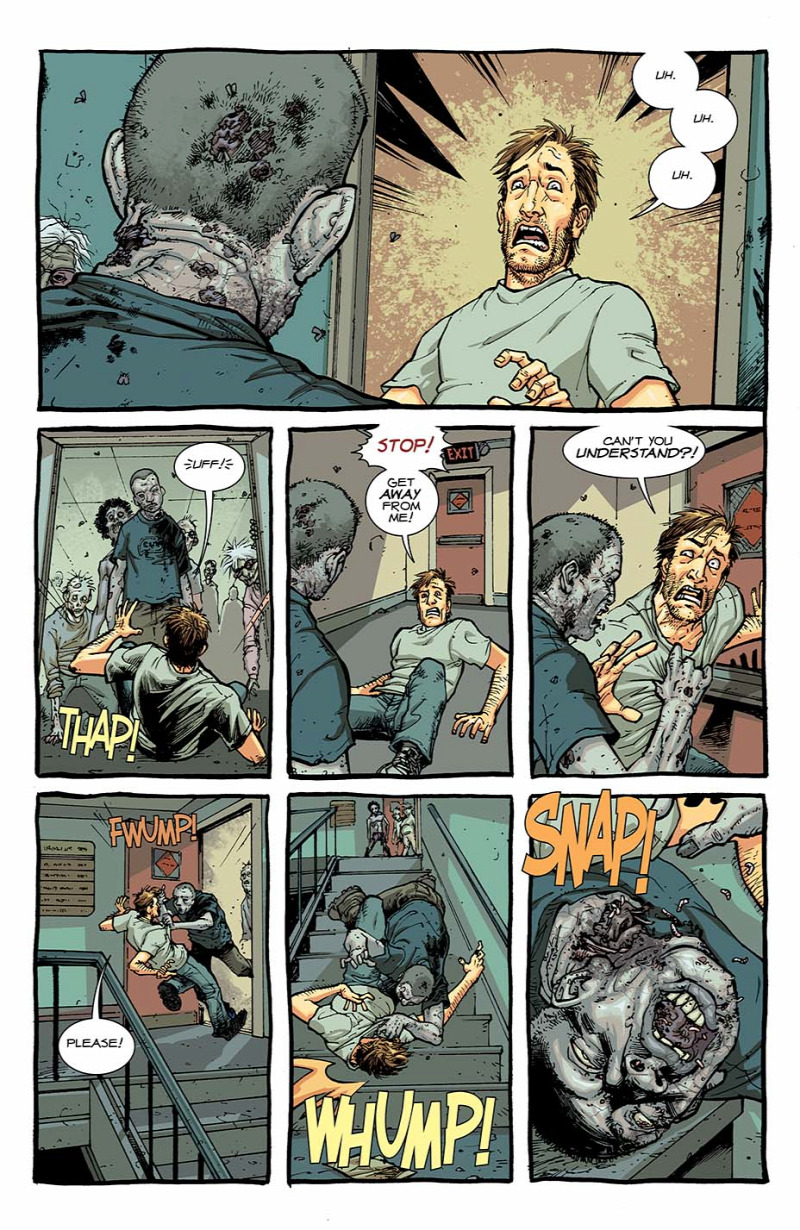 UH.
UH.
UH.
UFF!
THAP!
STOP!
GET
AWAY
FROM
ME!
EXIT
CAN'T YOU
UNDERSTAND?!
FWUMP!
PLEASE!
WHUMP!
SNAP!